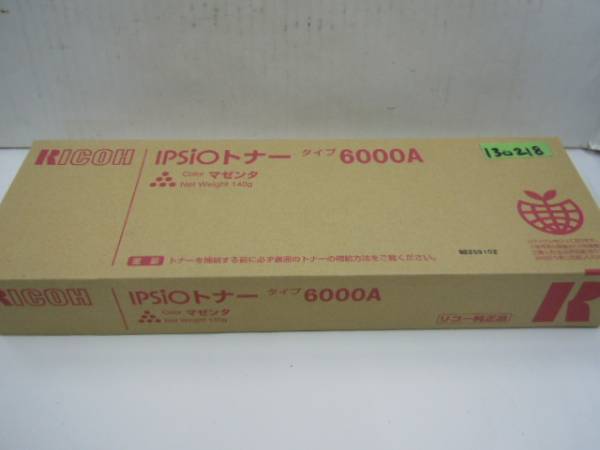 RICOH IPSiOトナー タイプ 6000A
130218
Color マゼンタ
Net Weight 140g
トナーを補給する前に必ず裏面のトナーの補給方法をご覧ください。
RICOH IPSiOトナー タイプ 6000A
Color マゼンタ
Net Weight
リコー純正品
R